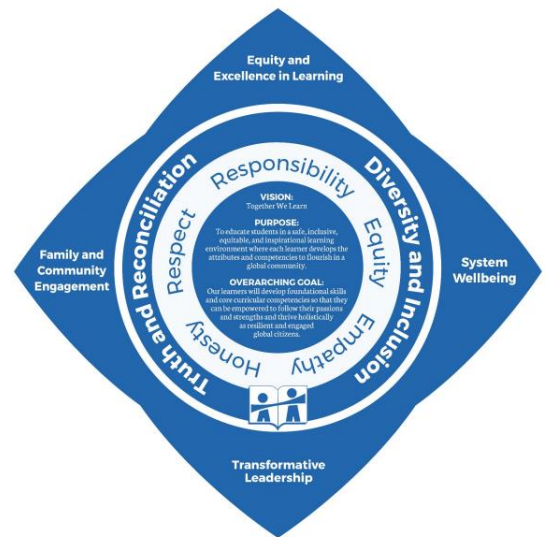 Equity and
Excellence in Learning
Truth and Reconciliation
Diversity and Inclusion
Responsibility
Respect
Equity
Honesty
Empathy
Family and
Community
Engagement
VISION:
Together We Learn
PURPOSE:
To educate students in a safe, inclusive,
equitable, and inspirational learning
environment where each learner develops the
attributes and competencies to flourish in a
global community.
OVERARCHING GOAL:
Our learners will develop foundational skills
and core curricular competencies so that they
can be empowered to follow their passions
and strengths and thrive holistically
as resilient and engaged
global citizens.
System
Wellbeing
Transformative
Leadership